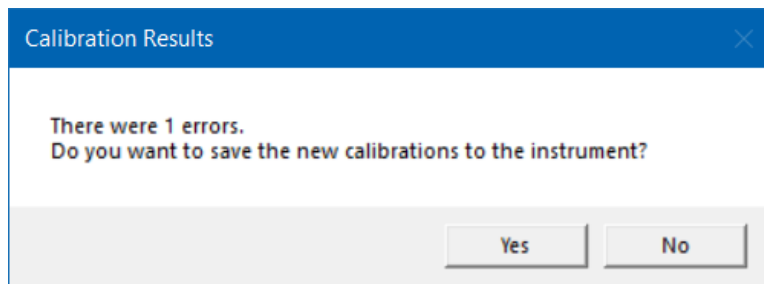 Calibration Results
There were 1 errors.
Do you want to save the new calibrations to the instrument?
Yes
No